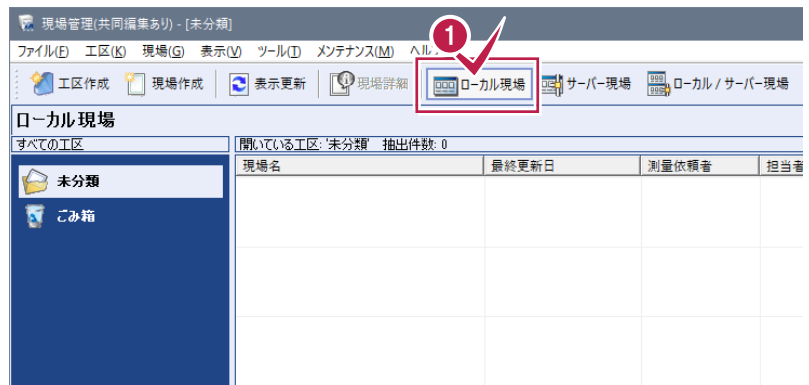 現場管理(共同編集あり) - [未分類]
1
ファイル(F) 工区(K) 現場(G) 表示(V) ツール(T) メンテナンス(M)
工区作成 現場作成 表示更新 現場詳細 ローカル現場 サーバー現場 ローカル / サーバー現場
ローカル現場
すべての工区 開いている工区: '未分類' 抽出件数: 0
現場名 最終更新日 測量依頼者 担当者
未分類
ごみ箱